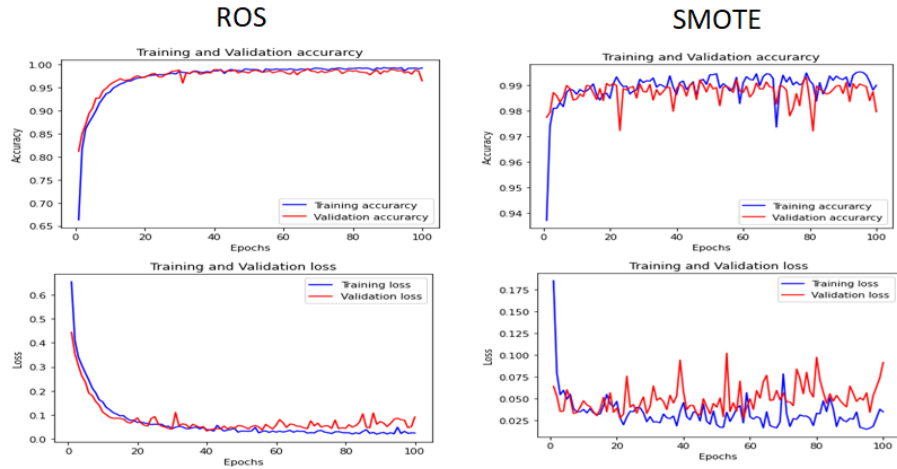 ROS
SMOTE
Training and Validation accurarcy
1.00
0.95
0.90
0.85
0.80
0.75
0.70
0.65
Accuracy
Training accurarcy
Validation accurarcy
0 20 40 60 80 100
Epochs
Training and Validation accurarcy
0.99
0.98
0.97
0.96
0.95
0.94
Accuracy
Training accurarcy
Validation accurarcy
0 20 40 60 80 100
Epochs
Training and Validation loss
0.6
0.5
0.4
0.3
0.2
0.1
0.0
Loss
Training loss
Validation loss
0 20 40 60 80 100
Epochs
Training and Validation loss
0.175
0.150
0.125
0.100
0.075
0.050
0.025
Loss
Training loss
Validation loss
0 20 40 60 80 100
Epochs